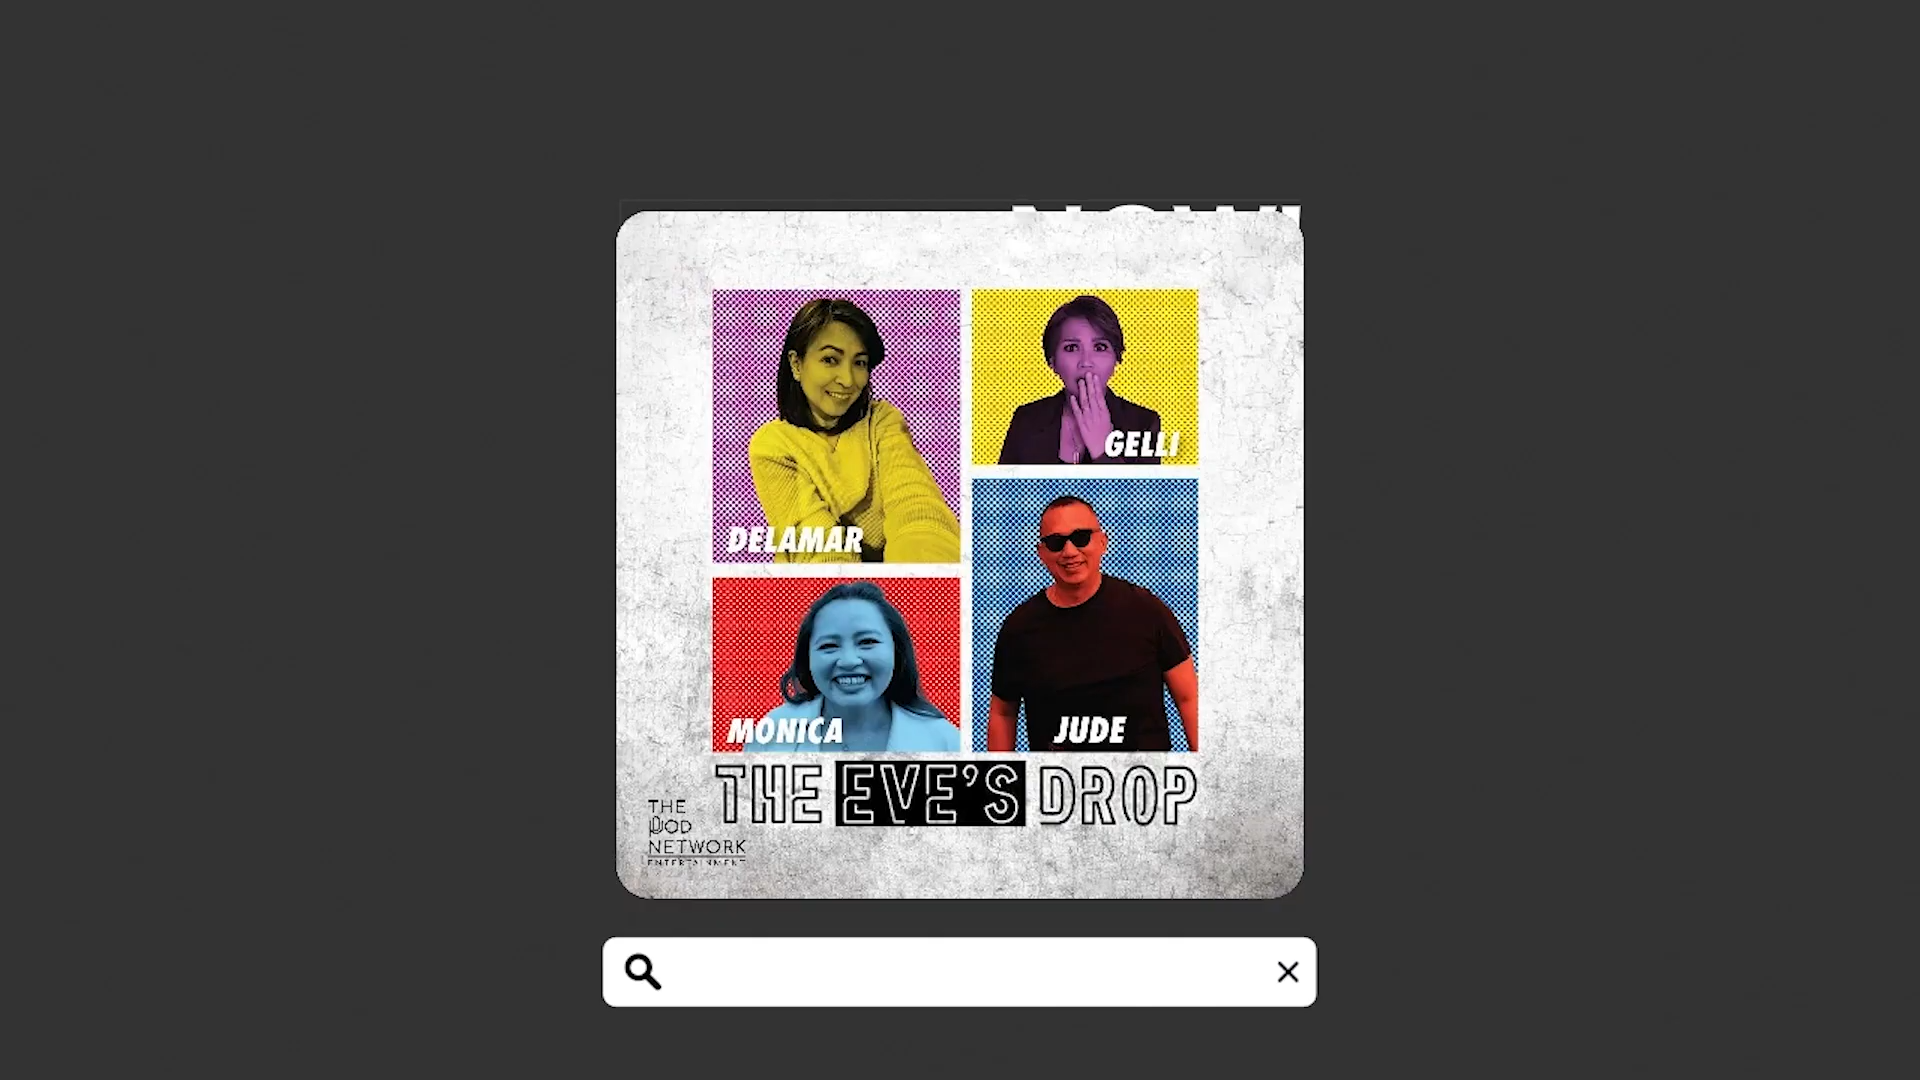 DELAMAR
GELLI
MONICA
JUDE
THE EVE'S DROP
THE
POD
NETWORK
ENTERTAINMENT